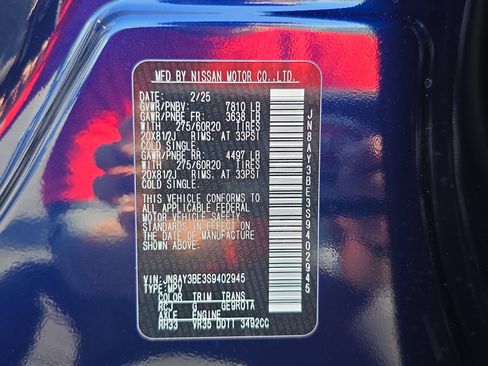 MFD BY NISSAN MOTOR CO.,LTD.
DATE: 2/25
GVWR/PNBV: 7810 LB
GAWR/PNBE FR: 3638 LB
WITH 275/60R20 TIRES
20X81/2J RIMS, AT 33PSI
COLD SINGLE.
GAWR/PNBE RR: 4497 LB
WITH 275/60R20 TIRES
20X81/2J RIMS, AT 33PSI
COLD SINGLE.
THIS VEHICLE CONFORMS TO
ALL APPLICABLE FEDERAL
MOTOR VEHICLE SAFETY
STANDARDS IN EFFECT ON
THE DATE OF MANUFACTURE
SHOWN ABOVE.
VIN: JN8AY3BE3S9402945
TYPE: MPV
COLOR TRIM TRANS
RCJ G GE9R01A
AXLE ENGINE
RH33 VR35 DDTT 3492CC
JN8AY3BE3S9402945